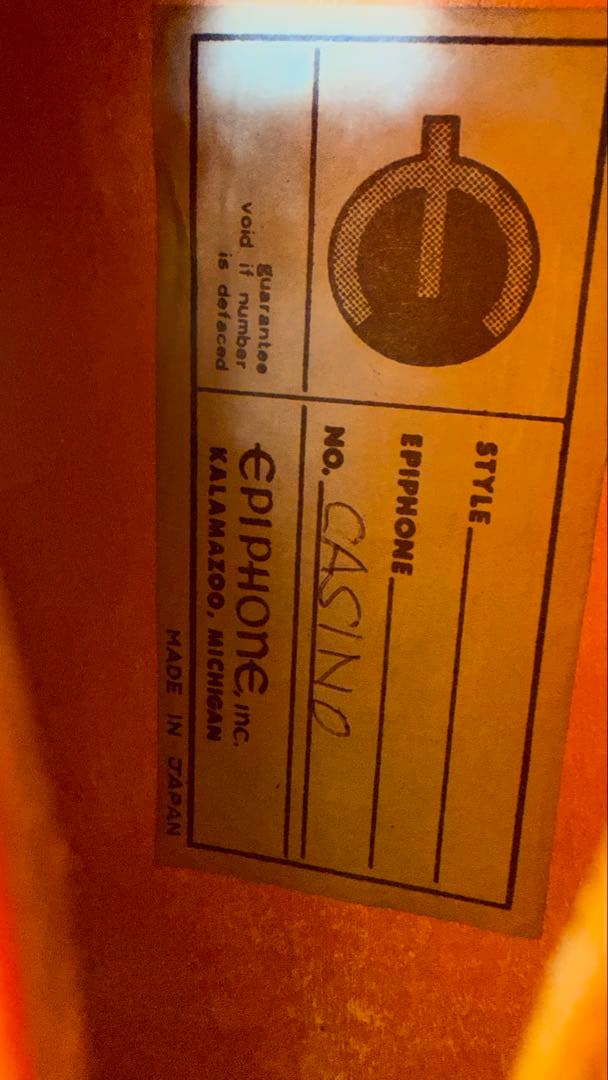 STYLE
EPIPHONE
NO. CASINO
guarantee
void if number
is defaced
EPIPHONE, INC.
KALAMAZOO, MICHIGAN
MADE IN JAPAN